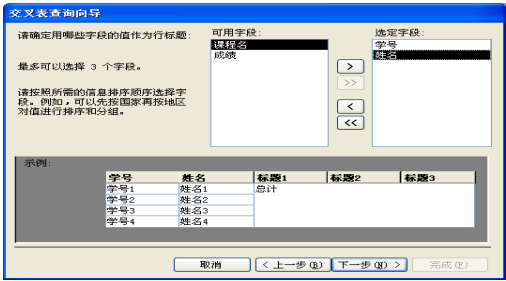 交叉表查询向导
请确定用哪些字段的值作为行标题:
最多可以选择 3 个字段。
请按照所需的信息排序顺序选择字
段。例如，可以先按国家再按地区
对值进行排序和分组。
可用字段:
课程名
成绩
>
>>
<
<<
选定字段:
学号
姓名
示例:
学号 姓名 标题1 标题2 标题3
学号1 姓名1 总计
学号2 姓名2
学号3 姓名3
学号4 姓名4
取消 < 上一步(B) 下一步(N) > 完成(F)